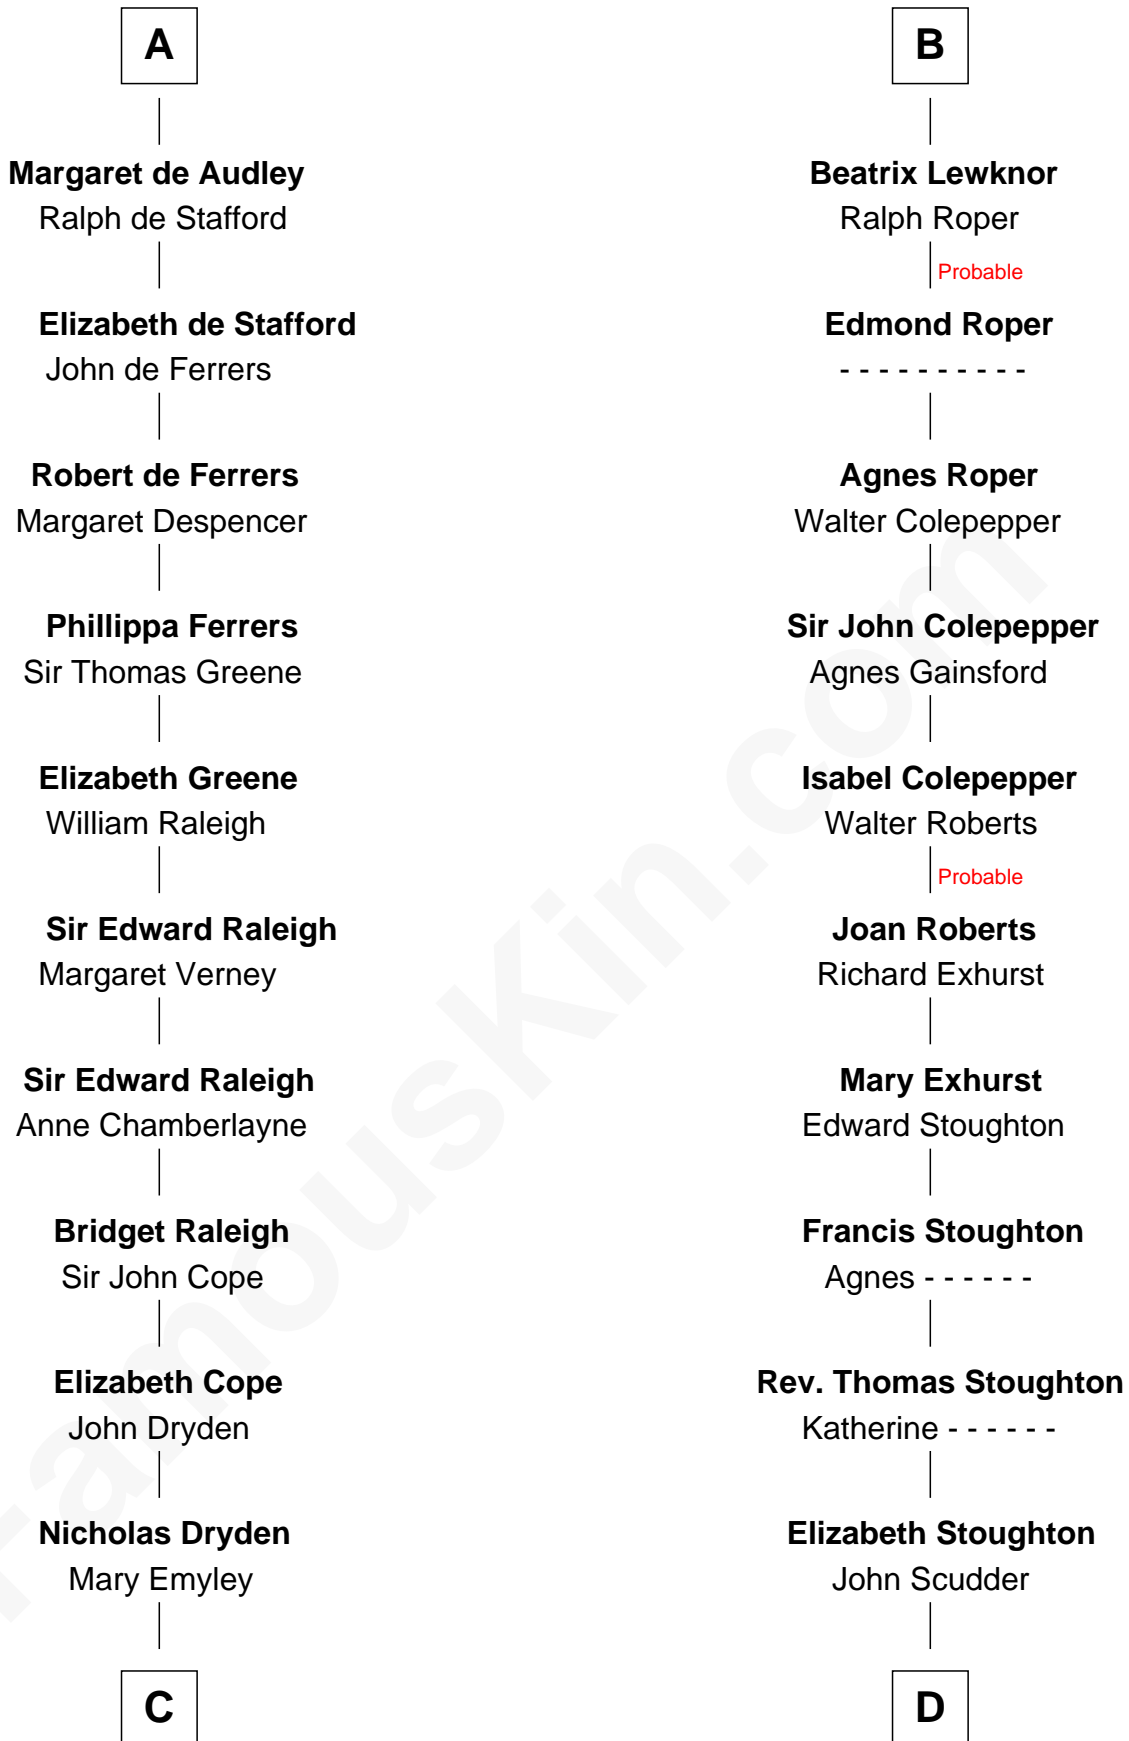 A
Margaret de Audley
Ralph de Stafford
Elizabeth de Stafford
John de Ferrers
Robert de Ferrers
Margaret Despencer
Phillippa Ferrers
Sir Thomas Greene
Elizabeth Greene
William Raleigh
Sir Edward Raleigh
Margaret Verney
Sir Edward Raleigh
Anne Chamberlayne
Bridget Raleigh
Sir John Cope
Elizabeth Cope
John Dryden
Nicholas Dryden
Mary Emyley
C
B
Beatrix Lewknor
Ralph Roper
Probable
Edmond Roper
- - - - - - - - - -
Agnes Roper
Walter Colepepper
Sir John Colepepper
Agnes Gainsford
Isabel Colepepper
Walter Roberts
Probable
Joan Roberts
Richard Exhurst
Mary Exhurst
Edward Stoughton
Francis Stoughton
Agnes - - - - - -
Rev. Thomas Stoughton
Katherine - - - - - -
Elizabeth Stoughton
John Scudder
D
FamousKin.com